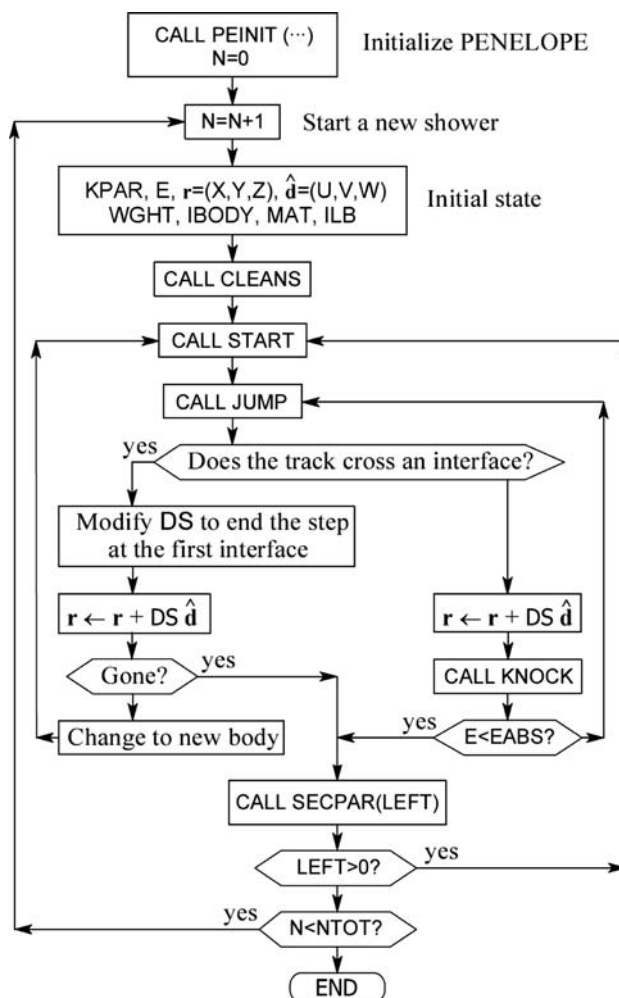 CALL PEINIT (···)
N=0
Initialize PENELOPE
N=N+1
Start a new shower
KPAR, E, r=(X,Y,Z), d̂=(U,V,W)
WGHT, IBODY, MAT, ILB
Initial state
CALL CLEANS
CALL START
CALL JUMP
yes
Does the track cross an interface?
Modify DS to end the step
at the first interface
r ← r + DS d̂
r ← r + DS d̂
Gone?
yes
CALL KNOCK
Change to new body
yes
E<EABS?
CALL SECPAR(LEFT)
LEFT>0?
yes
yes
N<NTOT?
END